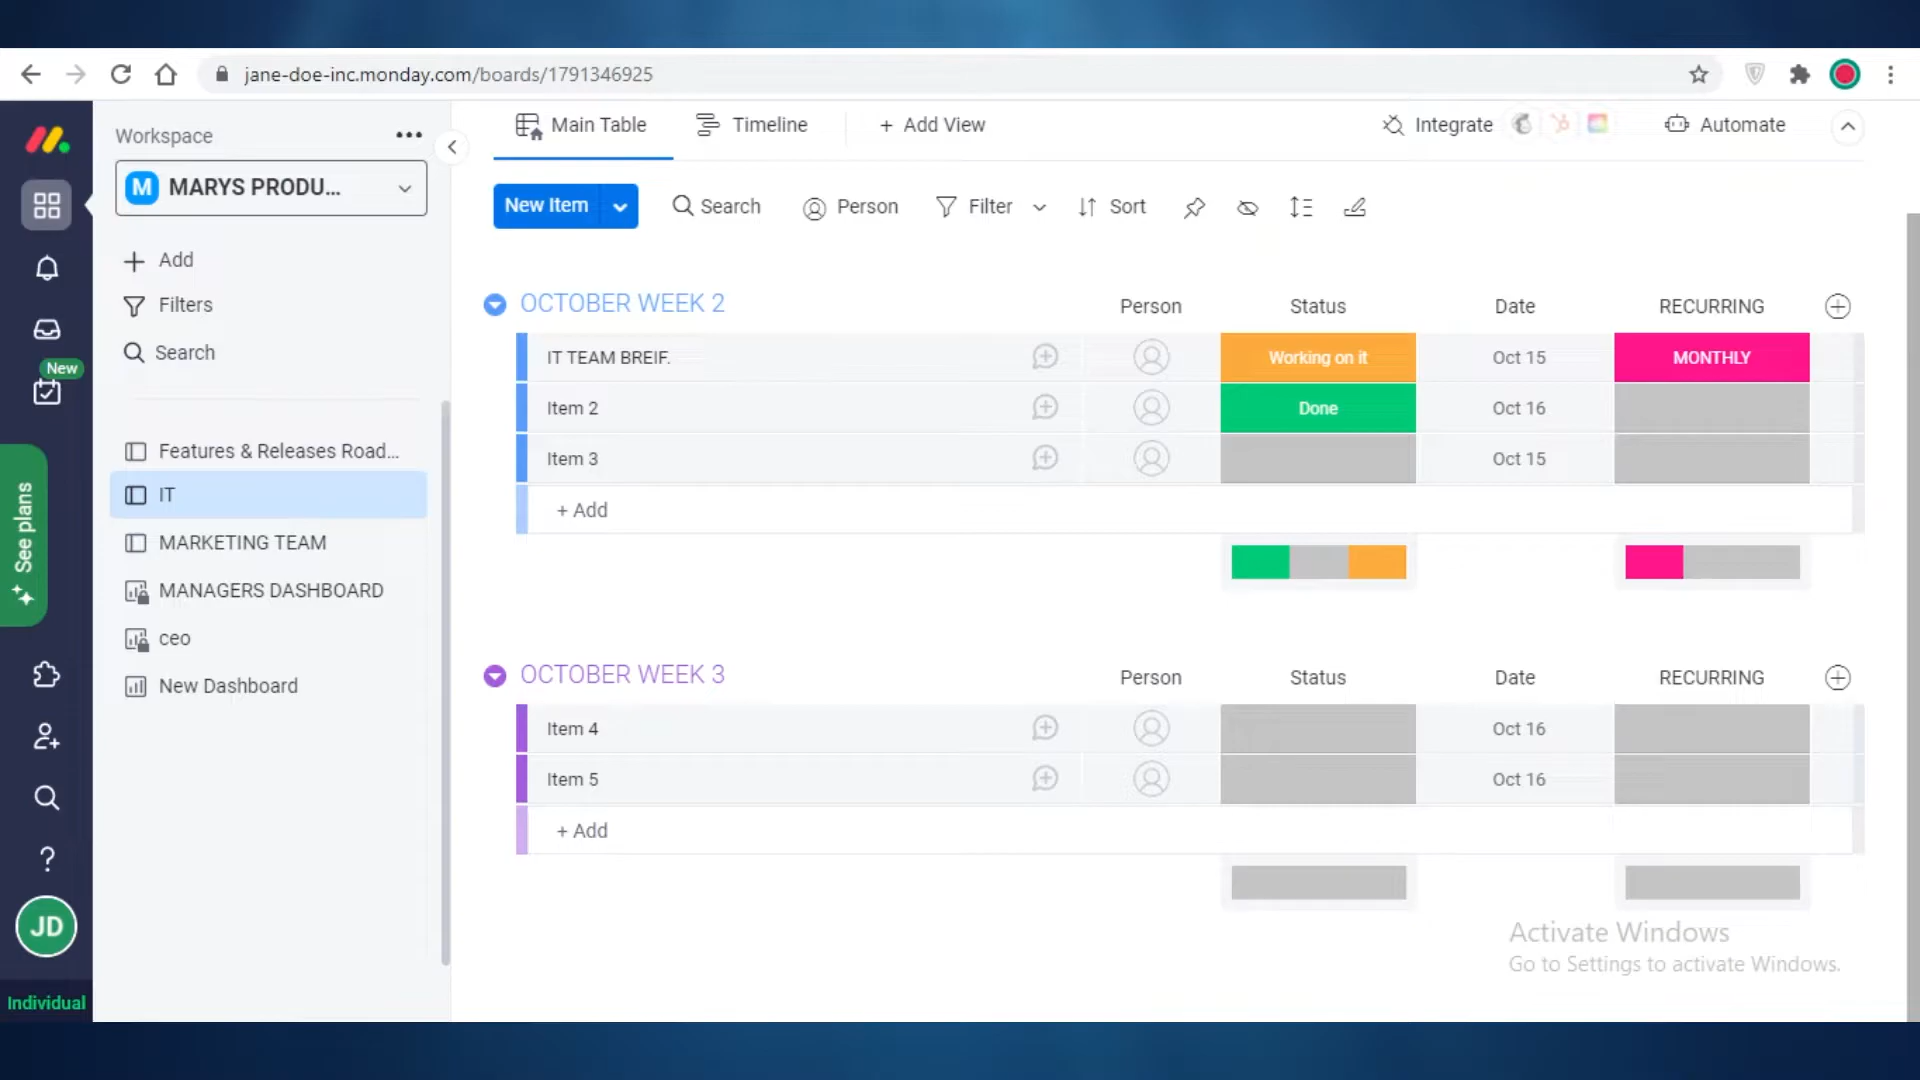 jane-doe-inc.monday.com/boards/1791346925
Workspace
M MARYS PRODU...
Add
Filters
Search
New
See plans
Features & Releases Road...
IT
MARKETING TEAM
MANAGERS DASHBOARD
ceo
New Dashboard
?
JD
Individual
Main Table
Timeline
+ Add View
Integrate
Automate
New Item
Search
Person
Filter
Sort
OCTOBER WEEK 2 Person Status Date RECURRING
IT TEAM BREIF. Working on it Oct 15 MONTHLY
Item 2 Done Oct 16
Item 3 Oct 15
+ Add
OCTOBER WEEK 3 Person Status Date RECURRING
Item 4 Oct 16
Item 5 Oct 16
+ Add
Activate Windows
Go to Settings to activate Windows.